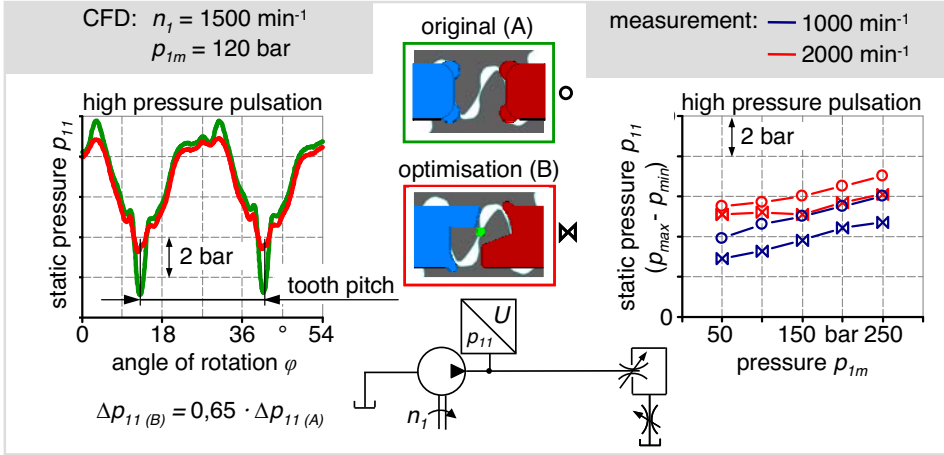 CFD: n₁ = 1500 min⁻¹
p₁ₘ = 120 bar
original (A)
measurement: 1000 min⁻¹
2000 min⁻¹
high pressure pulsation
static pressure p₁₁
2 bar
tooth pitch
0 18 36 ° 54
angle of rotation φ
Δp₁₁ (B) = 0,65 · Δp₁₁ (A)
optimisation (B)
U
p₁₁
n₁
high pressure pulsation
static pressure p₁₁
(pmax - pmin)
2 bar
0
50 150 bar 250
pressure p₁ₘ